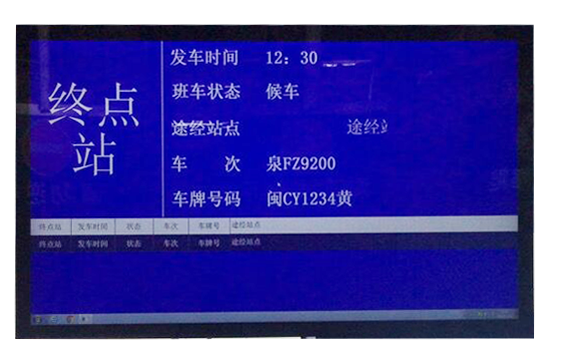 终点站
发车时间 12：30
班车状态 候车
途经站点 途经站
车 次 泉FZ9200
车牌号码 闽CY1234黄
终点站 发车时间 状态 车次 车牌号 途经站点
终点站 发车时间 状态 车次 车牌号 途经站点